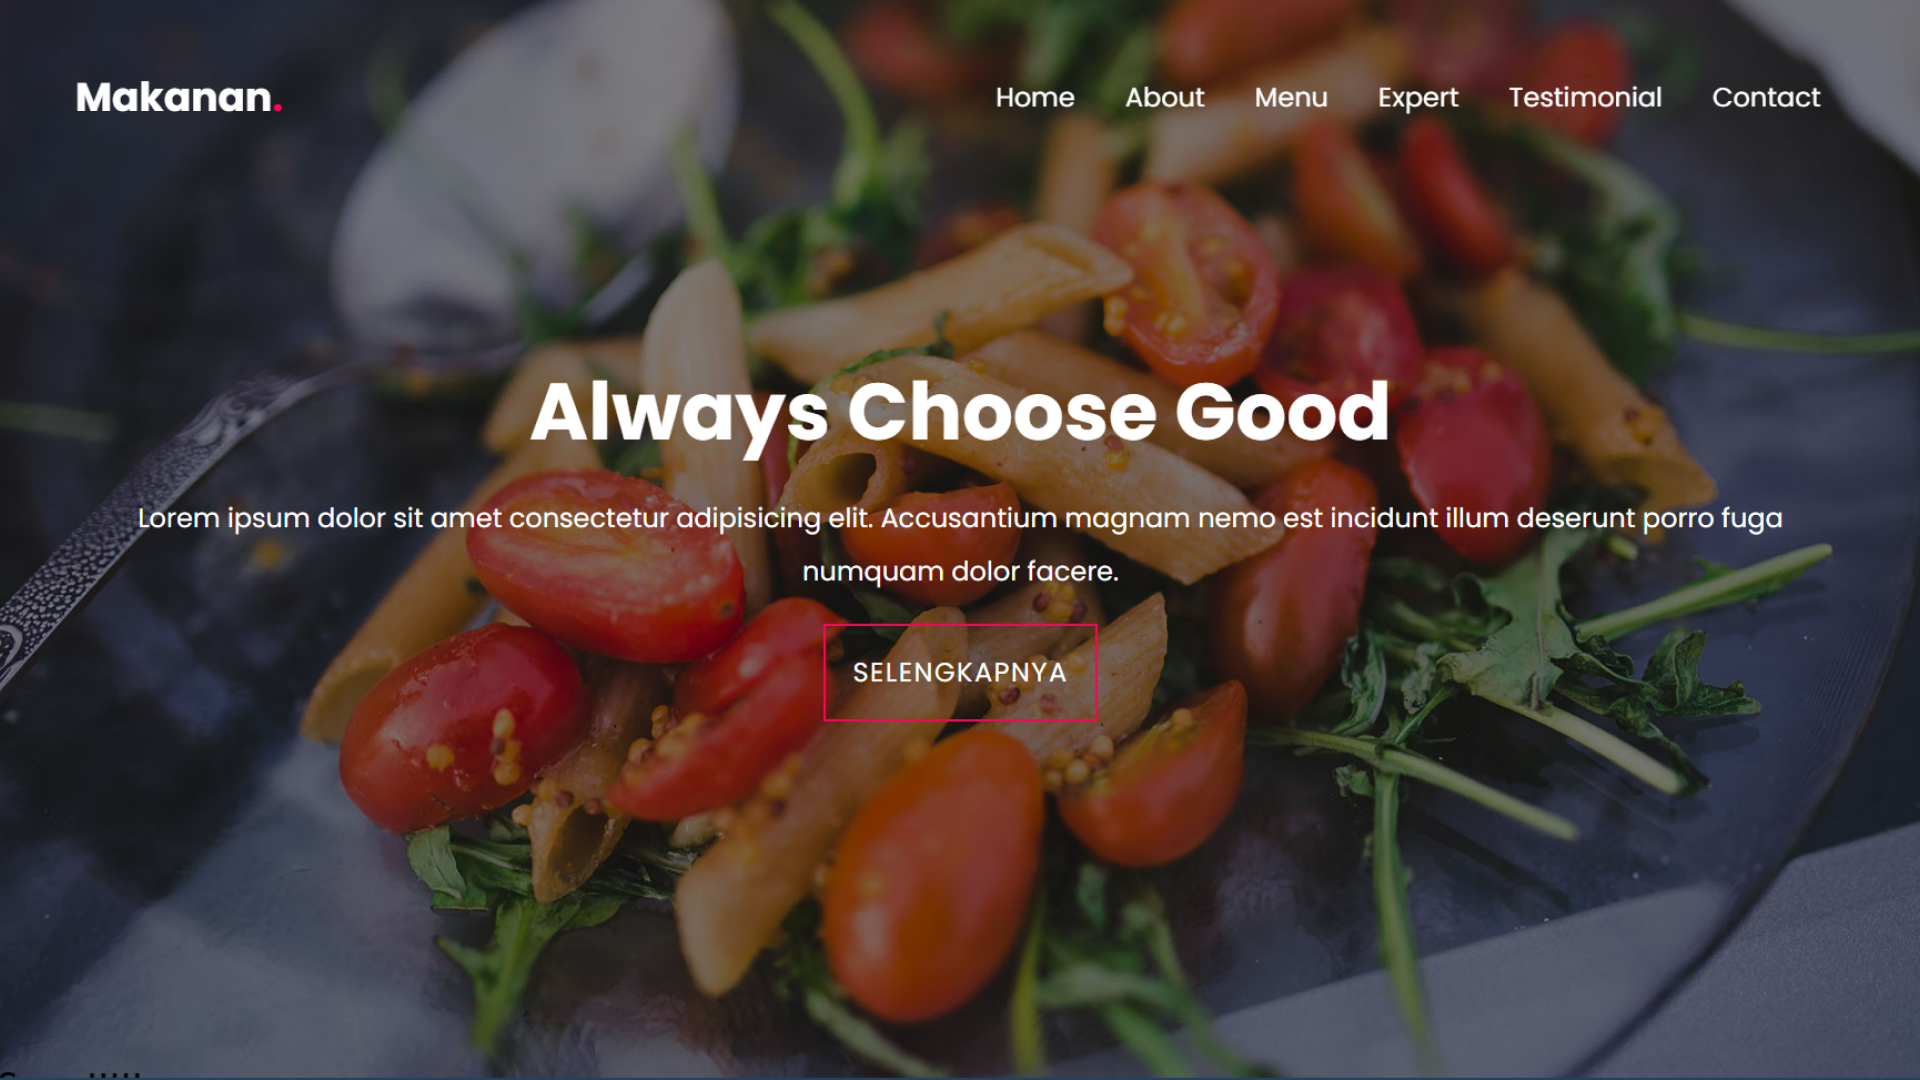 Makanan.
Home About Menu Expert Testimonial Contact
Always Choose Good
Lorem ipsum dolor sit amet consectetur adipisicing elit. Accusantium magnam nemo est incidunt illum deserunt porro fuga
numquam dolor facere.
SELENGKAPNYA